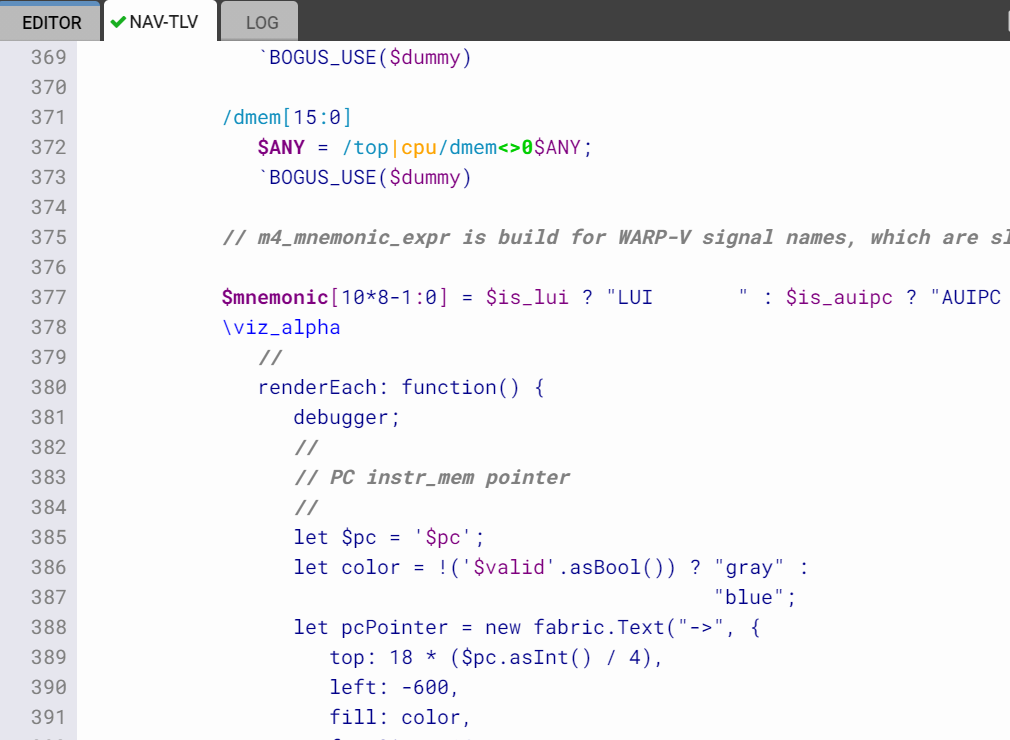 EDITOR NAV-TLV LOG
369 `BOGUS_USE($dummy)
370
371 /dmem[15:0]
372 $ANY = /top|cpu/dmem<>0$ANY;
373 `BOGUS_USE($dummy)
374
375 // m4_mnemonic_expr is build for WARP-V signal names, which are
376
377 $mnemonic[10*8-1:0] = $is_lui ? "LUI       " : $is_auipc ? "AUIPC
378 \viz_alpha
379 //
380 renderEach: function() {
381 debugger;
382 //
383 // PC instr_mem pointer
384 //
385 let $pc = '$pc';
386 let color = !('$valid'.asBool()) ? "gray" :
387 "blue";
388 let pcPointer = new fabric.Text("->", {
389 top: 18 * ($pc.asInt() / 4),
390 left: -600,
391 fill: color,